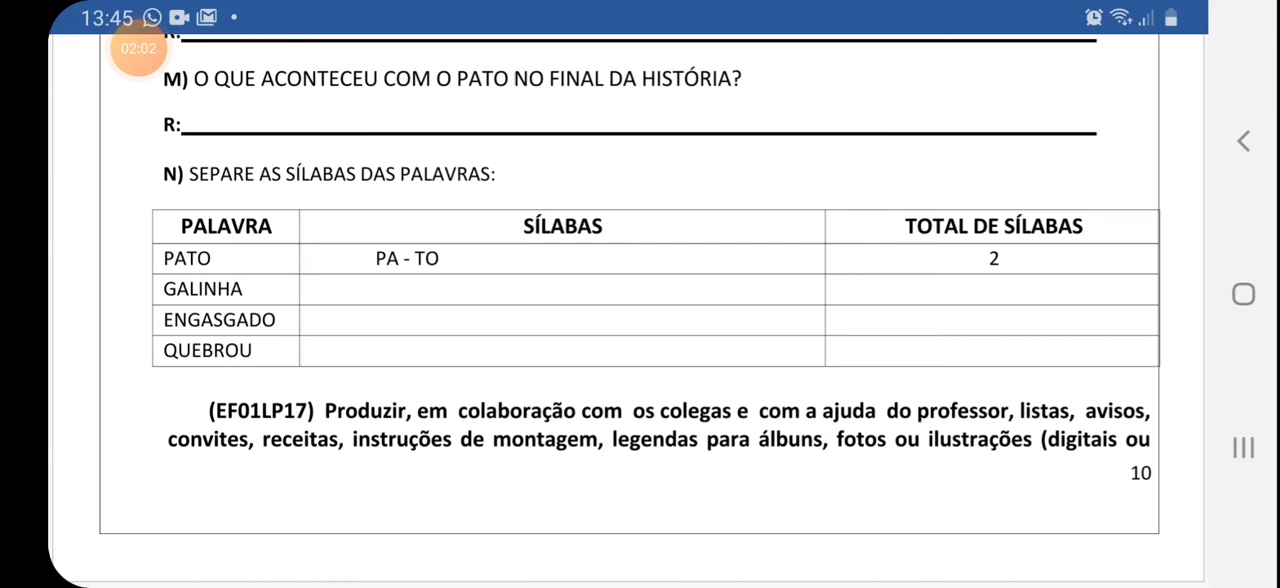 13:45
02:02
M) O QUE ACONTECEU COM O PATO NO FINAL DA HISTÓRIA?
R:
N) SEPARE AS SÍLABAS DAS PALAVRAS:
PALAVRA SÍLABAS TOTAL DE SÍLABAS
PATO PA - TO 2
GALINHA
ENGASGADO
QUEBROU
(EF01LP17) Produzir, em colaboração com os colegas e com a ajuda do professor, listas, avisos,
convites, receitas, instruções de montagem, legendas para álbuns, fotos ou ilustrações (digitais ou
10